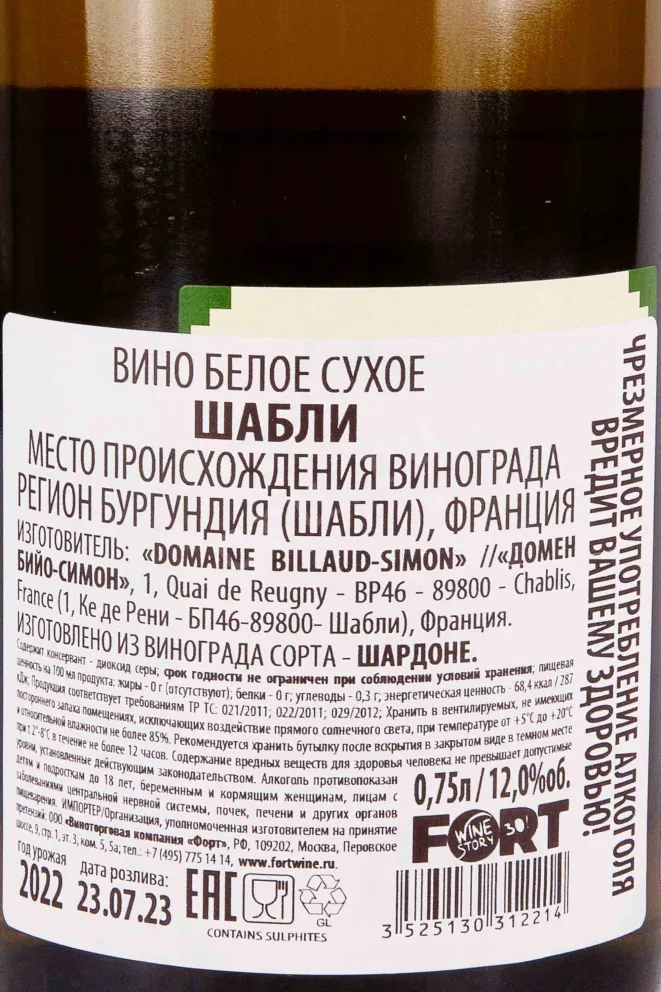 ВИНО БЕЛОЕ СУХОЕ
ШАБЛИ
МЕСТО ПРОИСХОЖДЕНИЯ ВИНОГРАДА
РЕГИОН БУРГУНДИЯ (ШАБЛИ), ФРАНЦИЯ
ИЗГОТОВИТЕЛЬ: «DOMAINE BILLAUD-SIMON» //«ДОМЕН
БИЙО-СИМОН», 1, Quai de Reugny - BP46 - 89800 - Chablis,
France (1, Ке де Рени - БП46-89800- Шабли), Франция.
ИЗГОТОВЛЕНО ИЗ ВИНОГРАДА СОРТА - ШАРДОНЕ.
Содержит консервант - диоксид серы; срок годности не ограничен при соблюдении условий хранения; пищевая
ценность на 100 мл продукта: жиры - 0 г (отсутствуют); белки - 0 г; углеводы - 0,3 г; энергетическая ценность - 68,4 ккал / 287
кДж; Продукция соответствует требованиям ТР ТС: 021/2011; 022/2011; 029/2012; Хранить в вентилируемых, не имеющих
постороннего запаха помещениях, исключающих воздействие прямого солнечного света, при температуре от +5°С до +20°С
и относительной влажности не более 85%. Рекомендуется хранить бутылку после вскрытия в закрытом виде в темном месте
при t 2°-8°С в течение не более 12 часов. Содержание вредных веществ для здоровья человека не превышает допустимые
уровни, установленные действующим законодательством. Алкоголь противопоказан
детям и подросткам до 18 лет, беременным и кормящим женщинам, лицам с
заболеваниями центральной нервной системы, почек, печени и других органов
пищеварения. ИМПОРТЕР/Организация, уполномоченная изготовителем на принятие
претензий: ООО «Виноторговая компания «Форт», РФ, 109202, Москва, Перовское
шоссе, 9, стр. 1, эт. 3, ком. 5, 5а; тел.: +7 (495) 775 14 14, www.fortwine.ru.
0,75л / 12,0%об.
FORT
WINE
STORY
30
Год урожая
2022
Дата розлива:
23.07.23
EAC
GL
CONTAINS SULPHITES
3 525130 312214
ЧРЕЗМЕРНОЕ УПОТРЕБЛЕНИЕ АЛКОГОЛЯ
ВРЕДИТ ВАШЕМУ ЗДОРОВЬЮ!